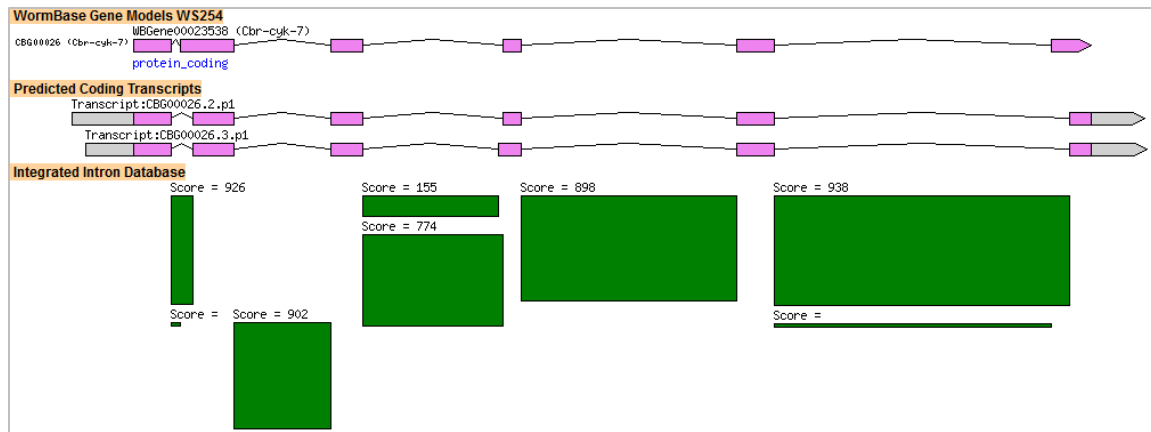 WormBase Gene Models WS254
WBGene00023538 (Cbr-cyk-7)
CBG00026 (Cbr-cyk-7)
protein_coding
Predicted Coding Transcripts
Transcript:CBG00026.2.p1
Transcript:CBG00026.3.p1
Integrated Intron Database
Score = 926
Score = 155
Score = 898
Score = 938
Score = 774
Score =
Score = 902
Score =